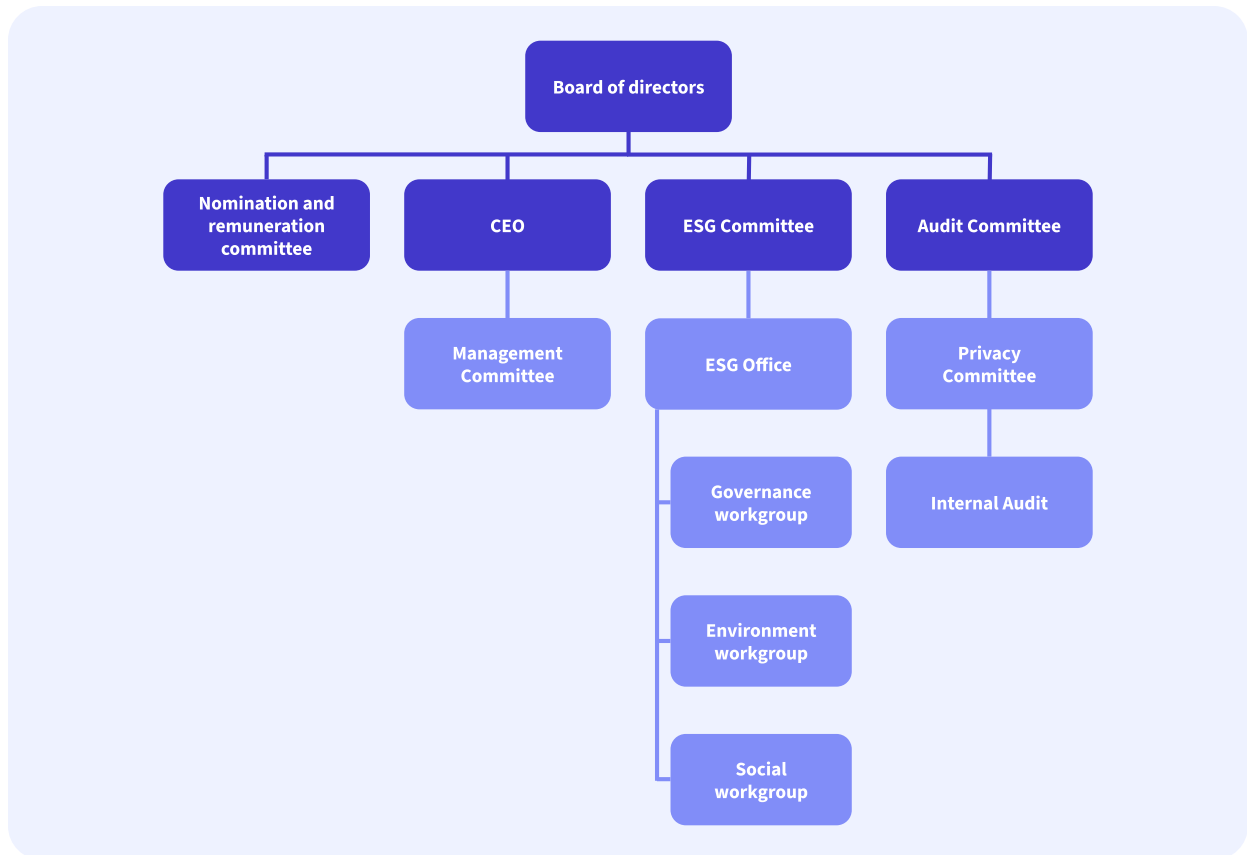 Board of directors
Nomination and
remuneration
committee
CEO
ESG Committee
Audit Committee
Management
Committee
ESG Office
Privacy
Committee
Governance
workgroup
Internal Audit
Environment
workgroup
Social
workgroup